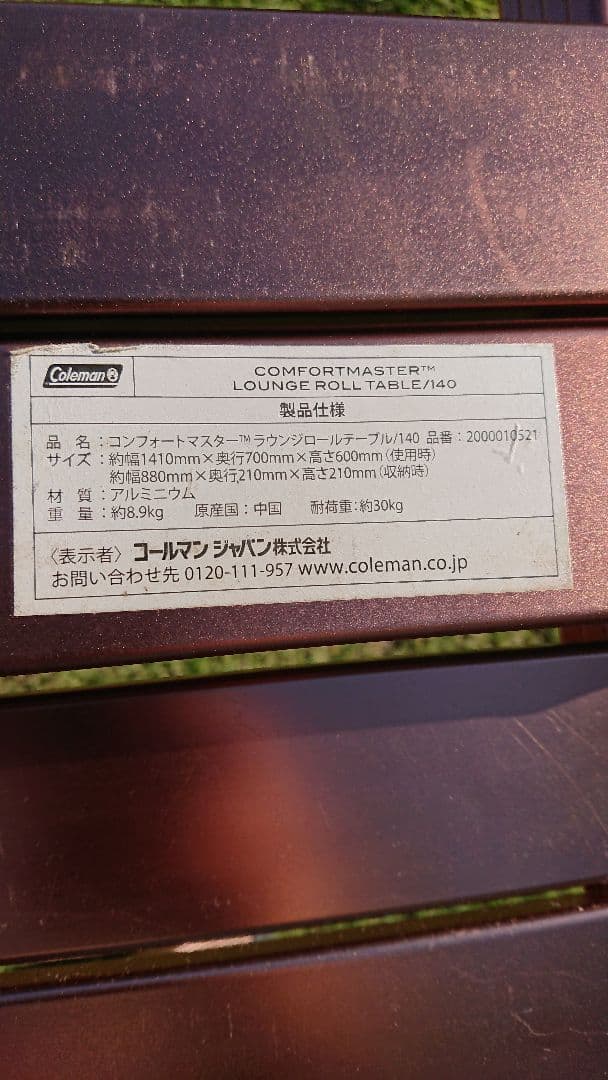 Coleman
COMFORTMASTER™
LOUNGE ROLL TABLE/140
製品仕様
品 名：コンフォートマスター™ラウンジロールテーブル/140 品番：2000010521
サイズ：約幅1410mm×奥行700mm×高さ600mm（使用時）
約幅880mm×奥行210mm×高さ210mm（収納時）
材 質：アルミニウム
重 量：約8.9kg 原産国：中国 耐荷重：約30kg
〈表示者〉コールマン ジャパン株式会社
お問い合わせ先 0120-111-957 www.coleman.co.jp